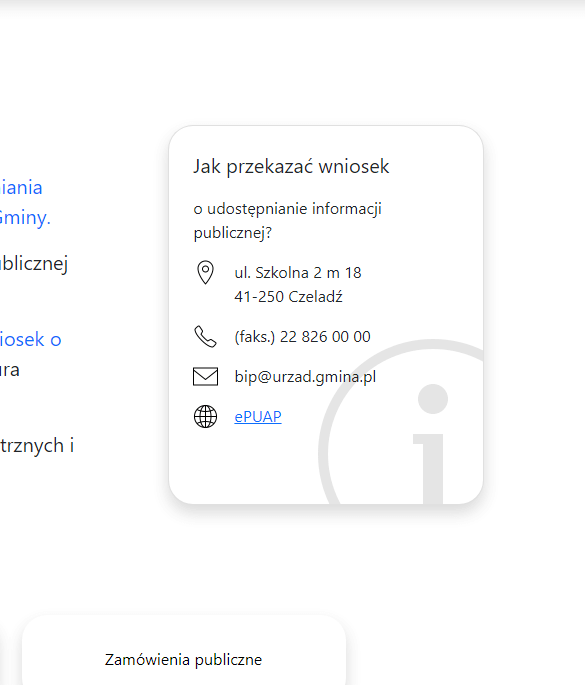 Jak przekazać wniosek
o udostępnianie informacji
publicznej?
ul. Szkolna 2 m 18
41-250 Czeladź
(faks.) 22 826 00 00
bip@urzad.gmina.pl
ePUAP
iania
Gminy.
blicznej
iosek o
ura
trznych i
Zamówienia publiczne